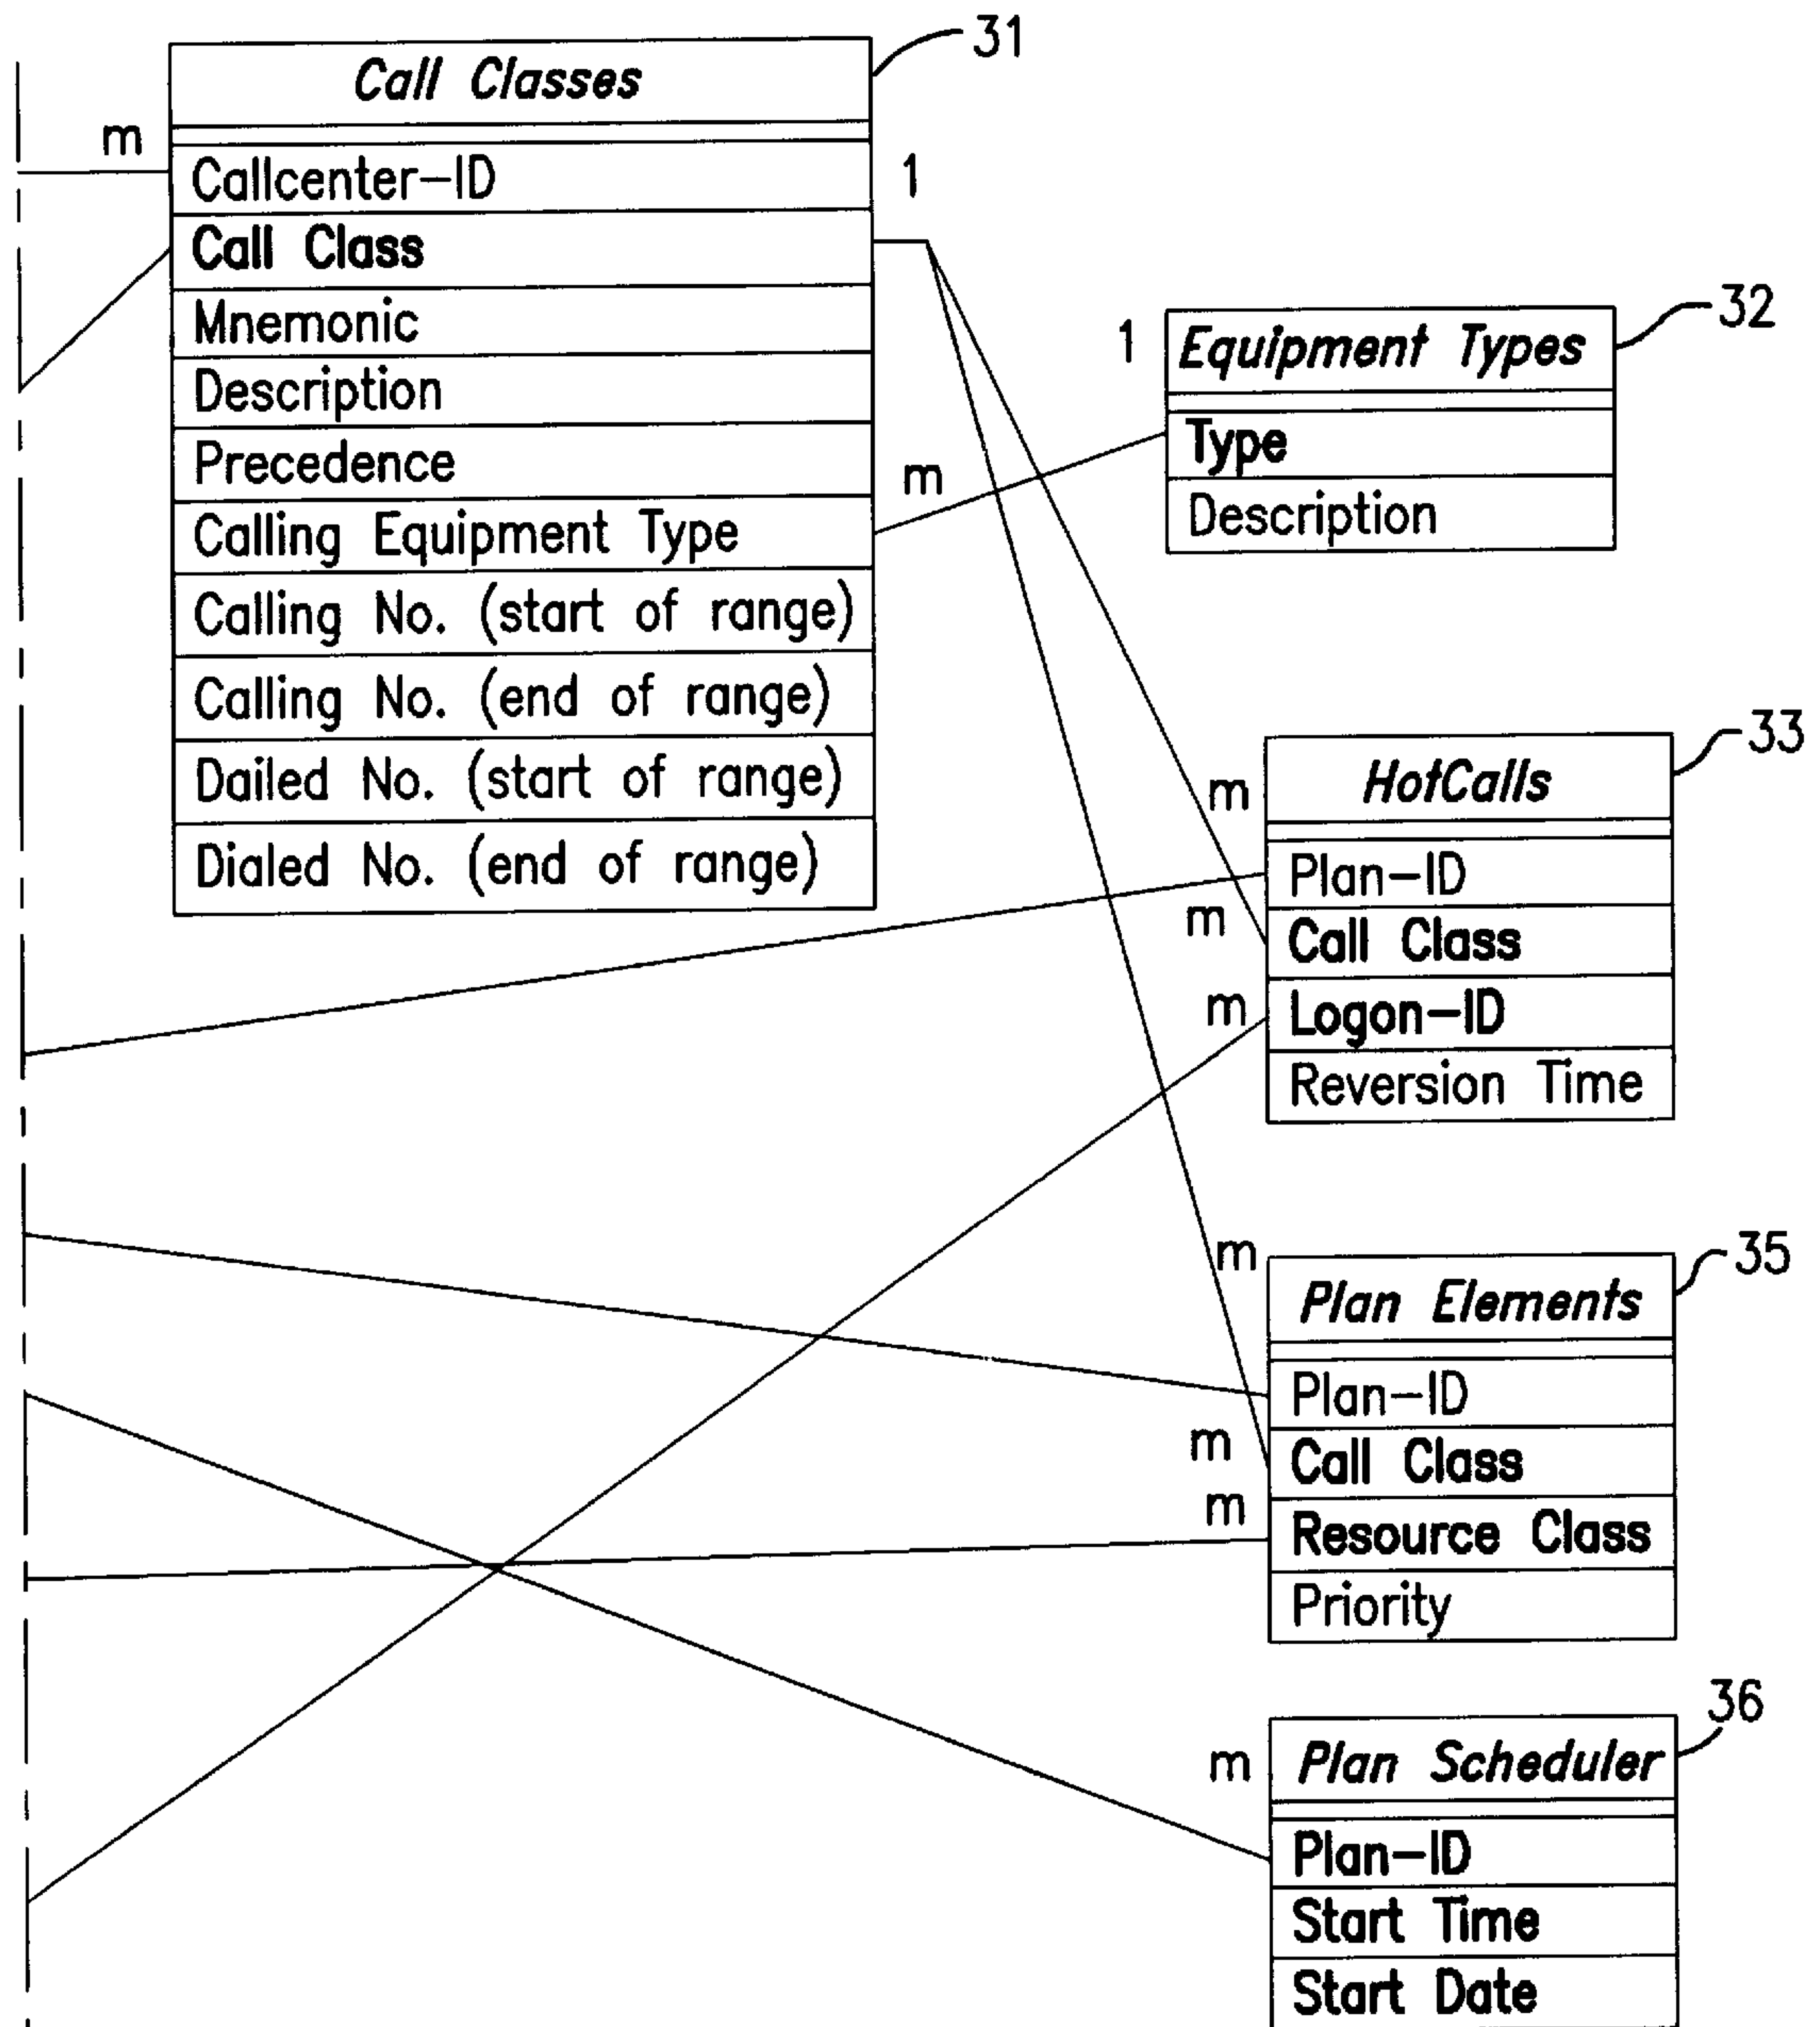 31
Call Classes
m
Callcenter-ID
1
Call Class
Mnemonic
Description
Precedence
m
Calling Equipment Type
Calling No. (start of range)
Calling No. (end of range)
Dailed No. (start of range)
Dialed No. (end of range)
32
1
Equipment Types
Type
Description
33
m
HotCalls
Plan-ID
m
Call Class
m
Logon-ID
Reversion Time
35
m
Plan Elements
Plan-ID
m
Call Class
m
Resource Class
Priority
36
m
Plan Scheduler
Plan-ID
Start Time
Start Date